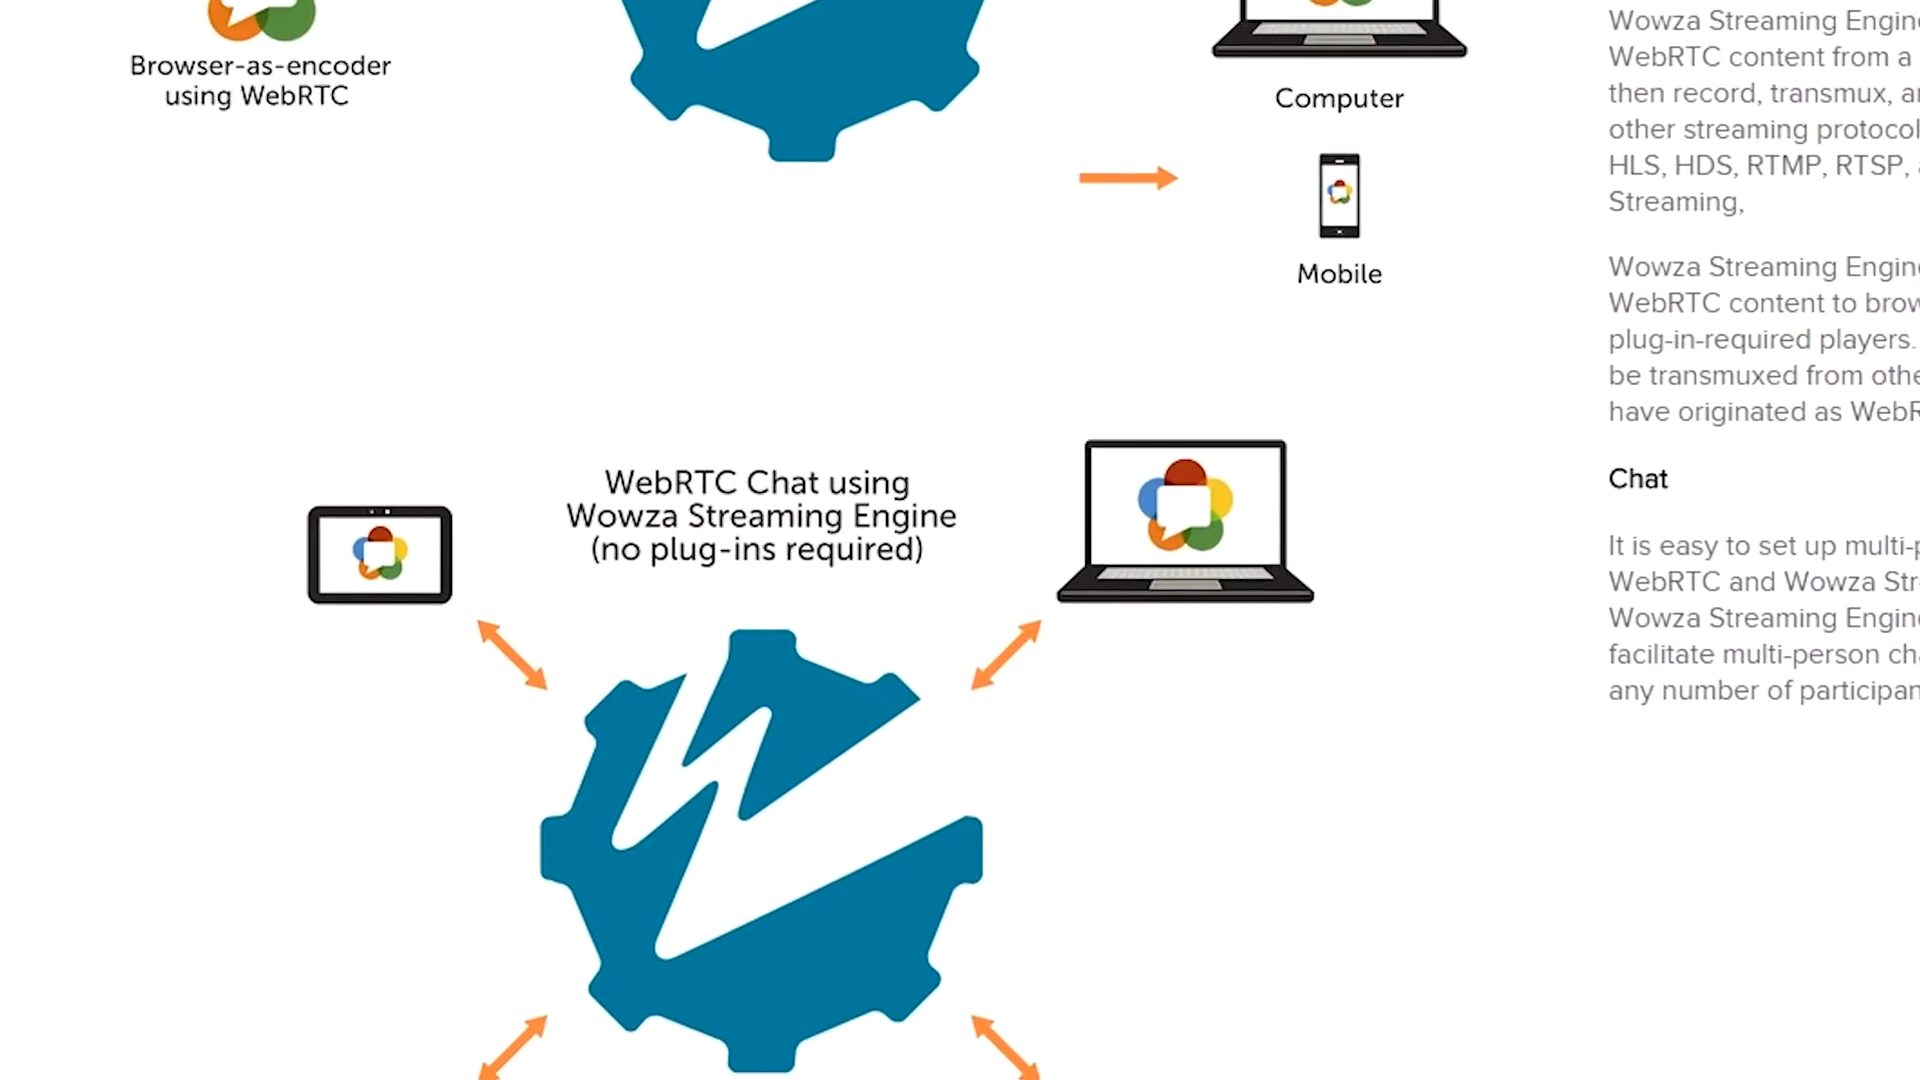 Browser-as-encoder
using WebRTC
Computer
Mobile
WebRTC Chat using
Wowza Streaming Engine
(no plug-ins required)
Wowza Streaming
WebRTC content from a
then record, transmux,
other streaming
HLS, HDS, RTMP, RTSP,
Streaming,
Wowza Streaming
WebRTC content to
plug-in-required players.
be transmuxed from
have originated as
Chat
It is easy to set up
WebRTC and Wowza
Wowza Streaming
facilitate multi-person
any number of